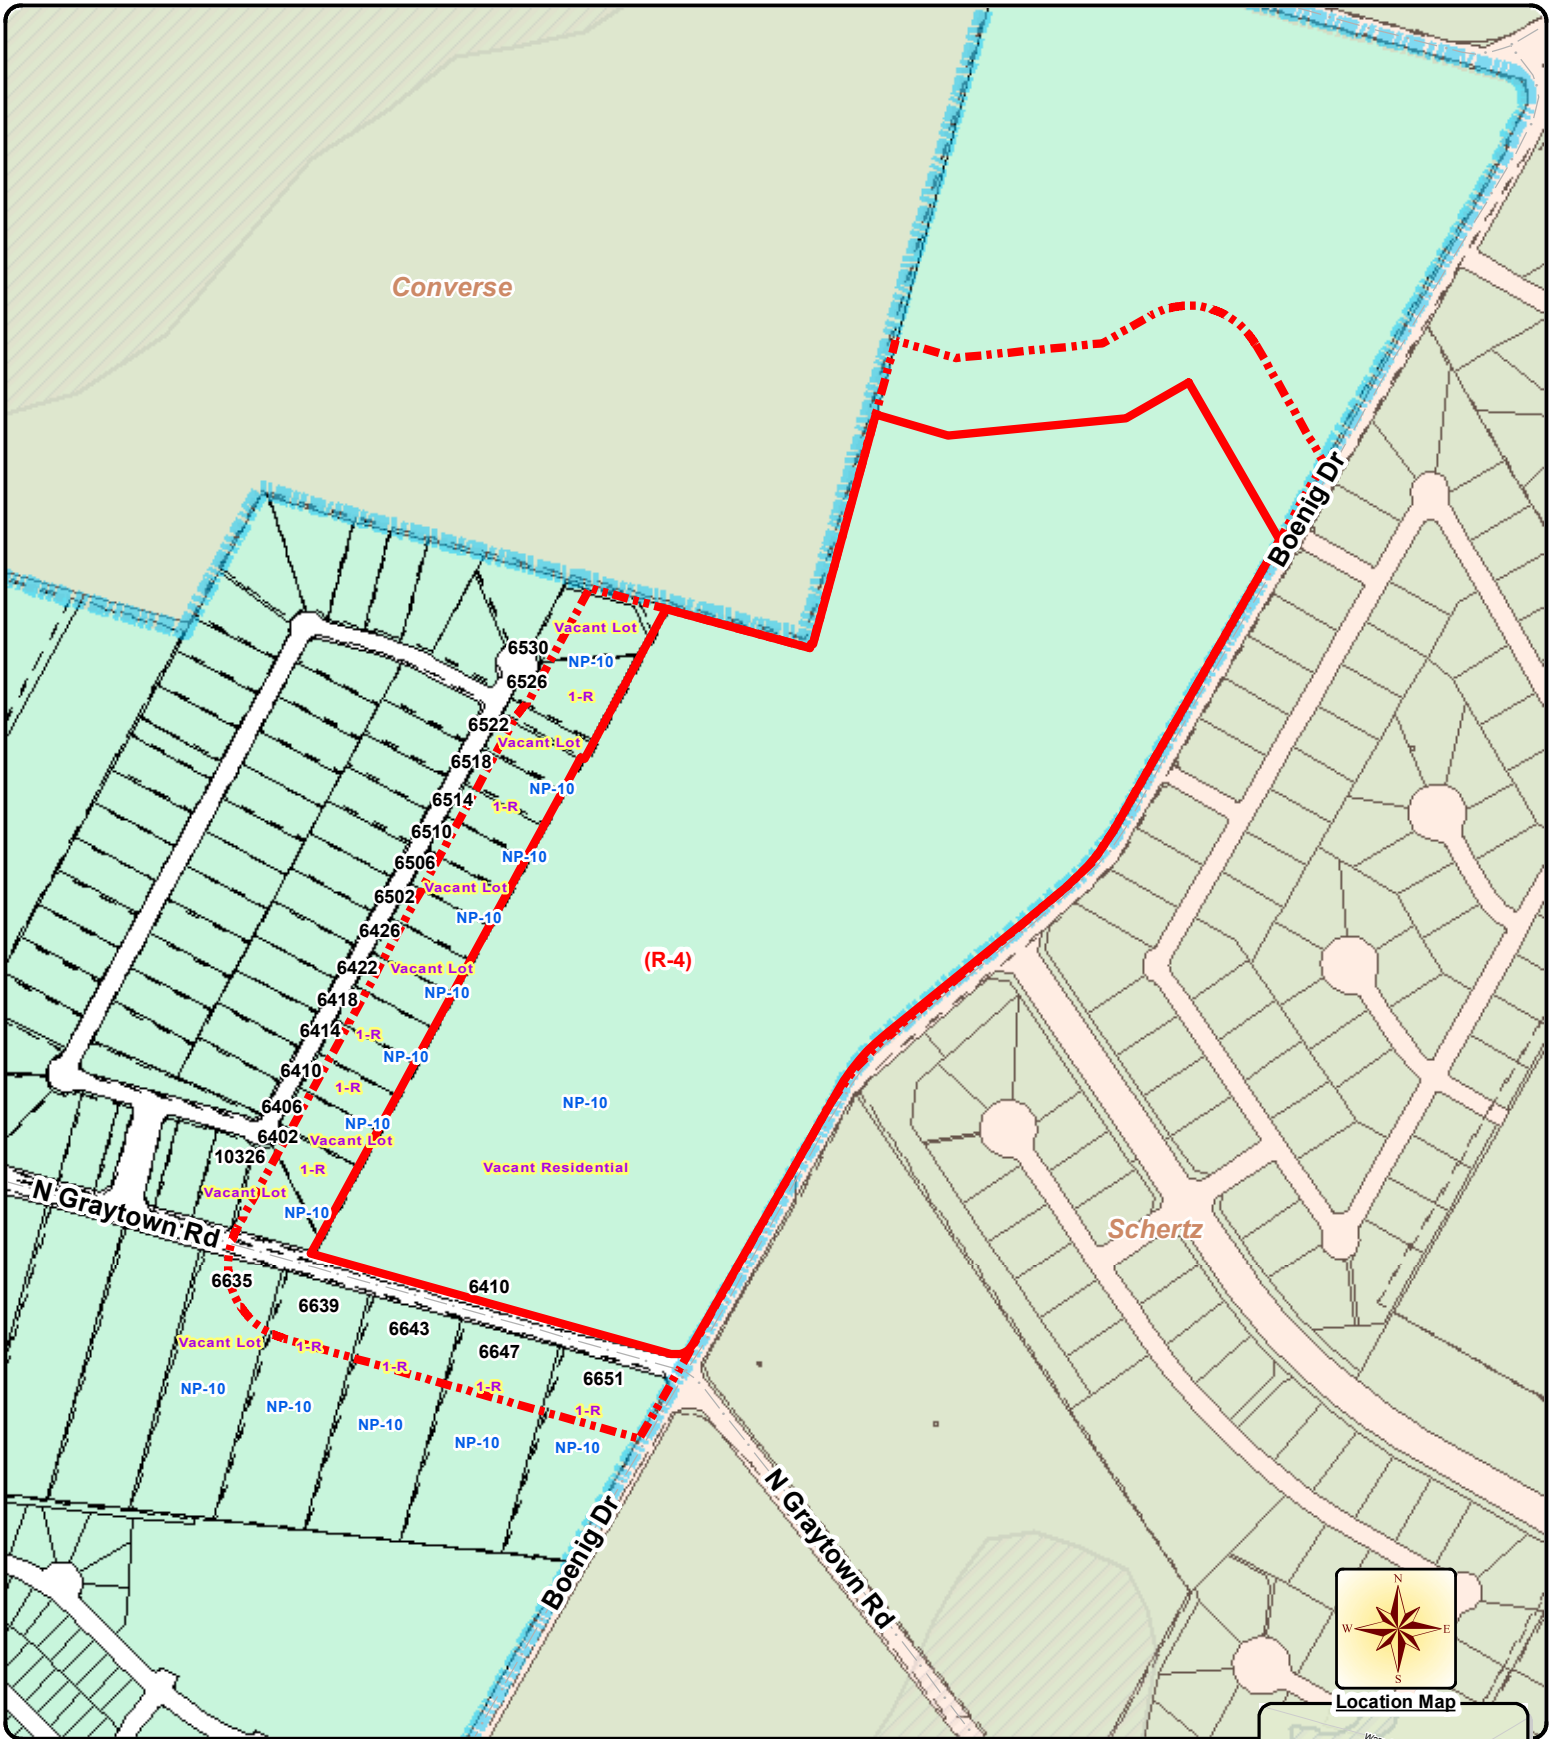 Converse
Boenig Dr
Vacant Lot
6530
NP-10
6526
1-R
6522
Vacant Lot
6518
NP-10
6514
1-R
6510
NP-10
6506
Vacant Lot
6502
NP-10
6426
(R-4)
6422
Vacant Lot
NP-10
6418
6414
1-R
NP-10
6410
1-R
NP-10
6406
NP-10
6402
Vacant Lot
10326
1-R
Vacant Residential
Vacant Lot
N Graytown Rd
NP-10
Schertz
6635
6410
6639
6643
Vacant Lot
1-R
6647
1-R
6651
NP-10
1-R
NP-10
1-R
NP-10
NP-10
NP-10
Boenig Dr
N Graytown Rd
N
W
E
S
Location Map